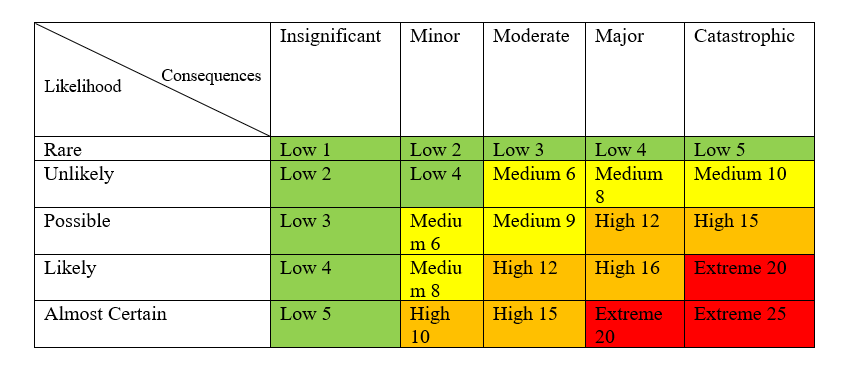 Insignificant Minor Moderate Major Catastrophic
Consequences
Likelihood
Rare Low 1 Low 2 Low 3 Low 4 Low 5
Unlikely Low 2 Low 4 Medium 6 Medium Medium 10
8
Possible Low 3 Mediu Medium 9 High 12 High 15
m 6
Likely Low 4 Mediu High 12 High 16 Extreme 20
m 8
Almost Certain Low 5 High High 15 Extreme Extreme 25
10 20